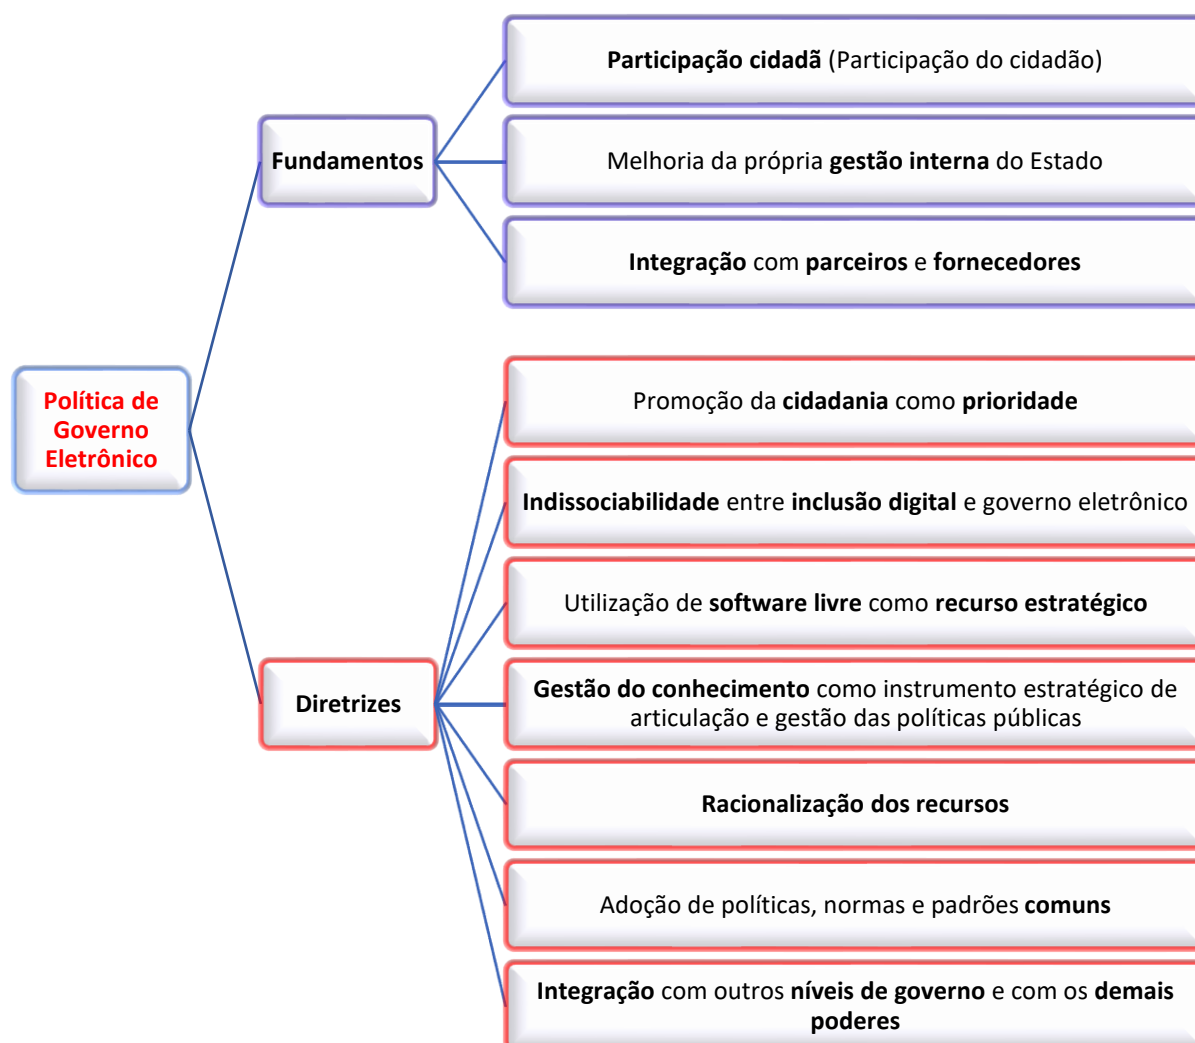 Participação cidadã (Participação do cidadão)
Fundamentos
Melhoria da própria gestão interna do Estado
Integração com parceiros e fornecedores
Política de
Governo
Eletrônico
Promoção da cidadania como prioridade
Indissociabilidade entre inclusão digital e governo eletrônico
Utilização de software livre como recurso estratégico
Diretrizes
Gestão do conhecimento como instrumento estratégico de
articulação e gestão das políticas públicas
Racionalização dos recursos
Adoção de políticas, normas e padrões comuns
Integração com outros níveis de governo e com os demais
poderes